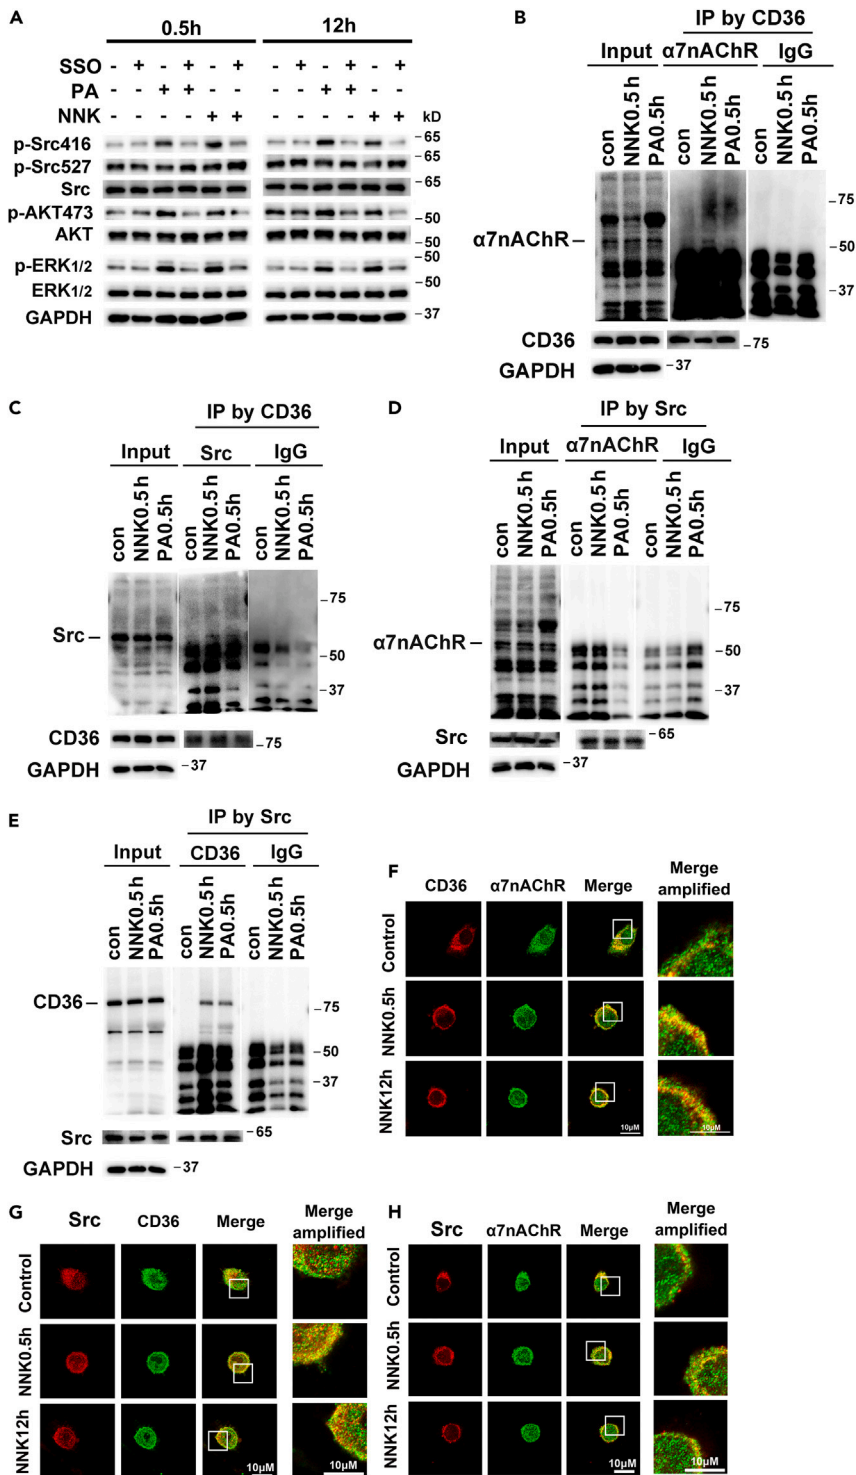 A
0.5h 12h
SSO - + - + - + - + - + - +
PA - - + + - - - - + + - -
NNK - - - - + + - - - - + + kD
p-Src416 -65
p-Src527 -65
Src -65
p-AKT473 -50
AKT -50
p-ERK1/2 -50
ERK1/2
GAPDH -37
B
IP by CD36
Input α7nAChR IgG
con NNK0.5h PA0.5h con NNK0.5h PA0.5h con NNK0.5h PA0.5h
-75
α7nAChR –
-50
-37
CD36 -75
GAPDH -37
C
IP by CD36
Input Src IgG
con NNK0.5h PA0.5h con NNK0.5h PA0.5h con NNK0.5h PA0.5h
-75
Src –
-50
-37
CD36 -75
GAPDH -37
D
IP by Src
Input α7nAChR IgG
con NNK0.5h PA0.5h con NNK0.5h PA0.5h con NNK0.5h PA0.5h
-75
α7nAChR –
-50
-37
Src -65
GAPDH -37
E
IP by Src
Input CD36 IgG
con NNK0.5h PA0.5h con NNK0.5h PA0.5h con NNK0.5h PA0.5h
CD36 – -75
-50
-37
Src -65
GAPDH -37
F
CD36 α7nAChR Merge Merge amplified
Control
NNK0.5h
NNK12h
10μM 10μM
G
Src CD36 Merge Merge amplified
Control
NNK0.5h
NNK12h
10μM 10μM
H
Src α7nAChR Merge Merge amplified
Control
NNK0.5h
NNK12h
10μM 10μM